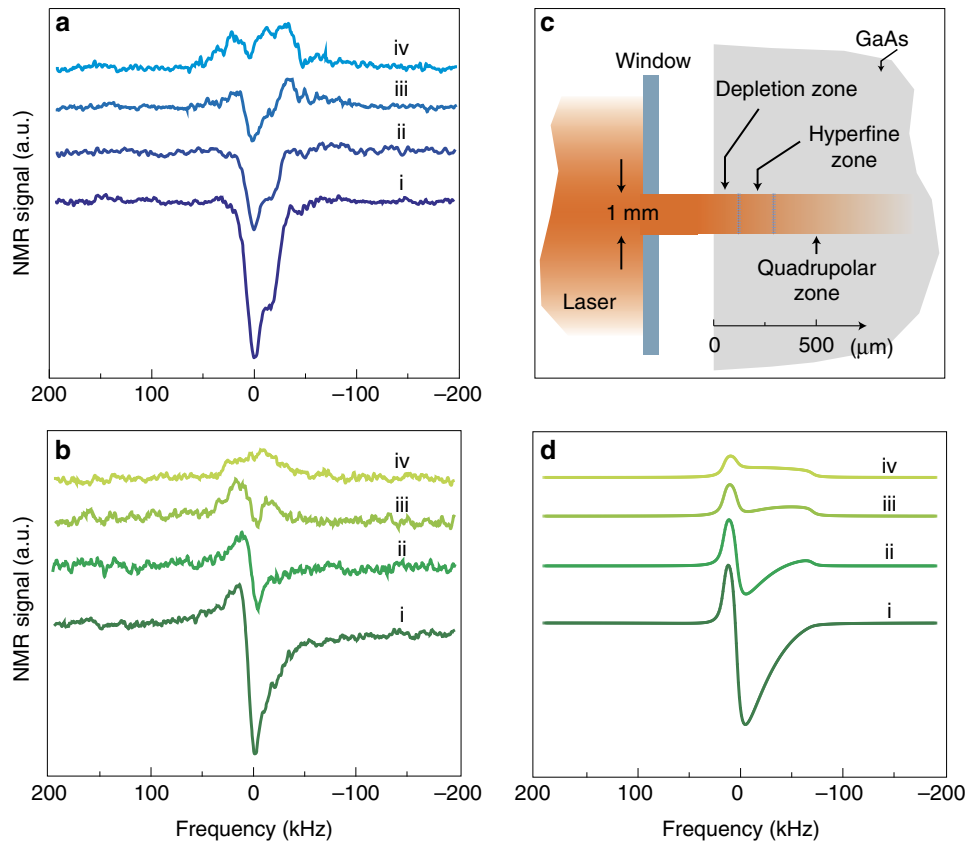 a
iv
iii
ii
i
NMR signal (a.u.)
200 100 0 –100 –200
c
GaAs
Window
Depletion zone
Hyperfine
zone
1 mm
Quadrupolar
zone
Laser
0 500 (μm)
b
iv
iii
ii
i
NMR signal (a.u.)
200 100 0 –100 –200
Frequency (kHz)
d
iv
iii
ii
i
200 100 0 –100 –200
Frequency (kHz)